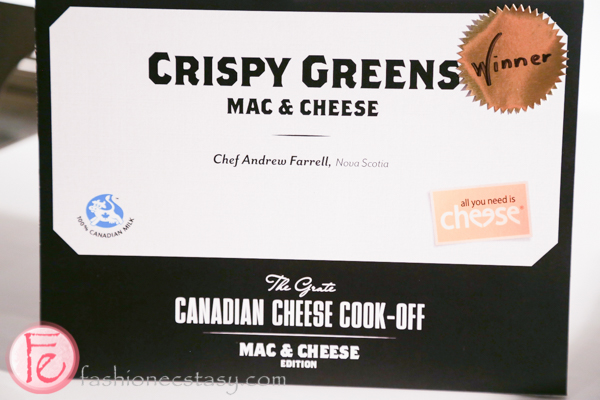 CRISPY GREENS
Winner
MAC & CHEESE
Chef Andrew Farrell, Nova Scotia
100% CANADIAN MILK
all you need is
cheese®
The Grate
CANADIAN CHEESE COOK-OFF
MAC & CHEESE
EDITION
Fe
fashionecstasy.com